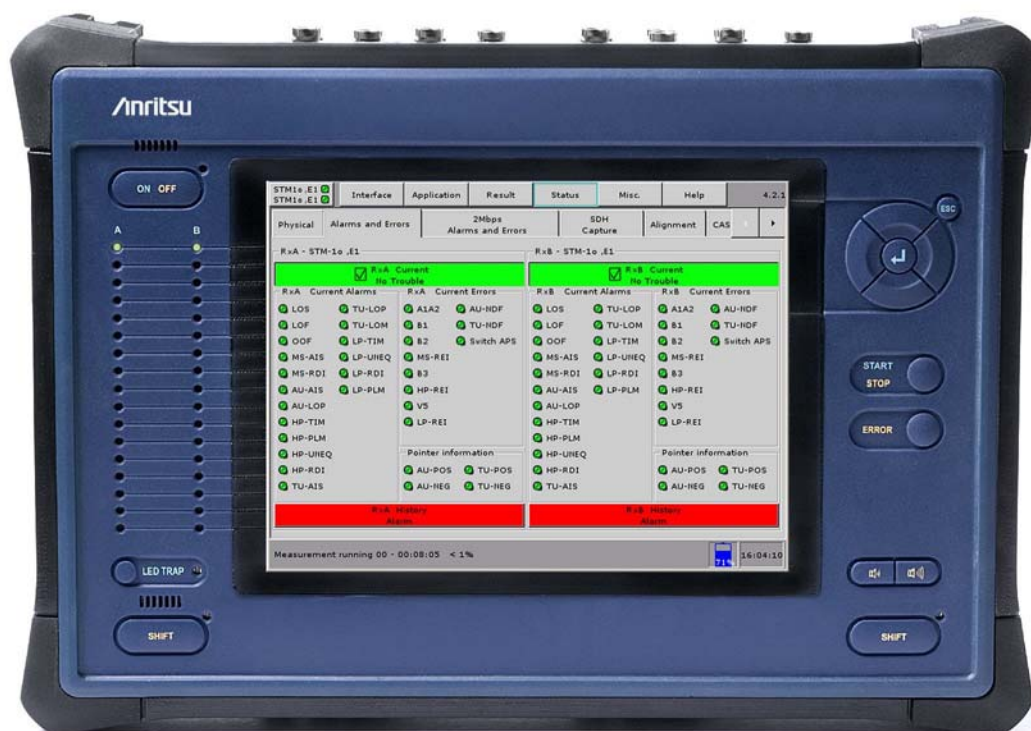 Anritsu
ON OFF
A B
LED TRAP
SHIFT
STM1o ,E1
STM1o ,E1
Interface Application Result Status Misc. Help 4.2.1
Physical Alarms and Errors 2Mbps Alarms and Errors SDH Capture Alignment CAS
RxA - STM-1o ,E1
RxA Current
No Trouble
RxA Current Alarms RxA Current Errors
LOS TU-LOP A1A2 AU-NDF
LOF TU-LOM B1 TU-NDF
OOF LP-TIM B2 Switch APS
MS-AIS LP-UNEQ MS-REI
MS-RDI LP-RDI B3
AU-AIS LP-PLM HP-REI
AU-LOP V5
HP-TIM LP-REI
HP-PLM
HP-UNEQ Pointer information
HP-RDI AU-POS TU-POS
TU-AIS AU-NEG TU-NEG
RxA History
Alarm
RxB - STM-1o ,E1
RxB Current
No Trouble
RxB Current Alarms RxB Current Errors
LOS TU-LOP A1A2 AU-NDF
LOF TU-LOM B1 TU-NDF
OOF LP-TIM B2 Switch APS
MS-AIS LP-UNEQ MS-REI
MS-RDI LP-RDI B3
AU-AIS LP-PLM HP-REI
AU-LOP V5
HP-TIM LP-REI
HP-PLM
HP-UNEQ Pointer information
HP-RDI AU-POS TU-POS
TU-AIS AU-NEG TU-NEG
RxB History
Alarm
Measurement running 00 - 00:08:05 < 1% 71% 16:04:10
ESC
START
STOP
ERROR
SHIFT